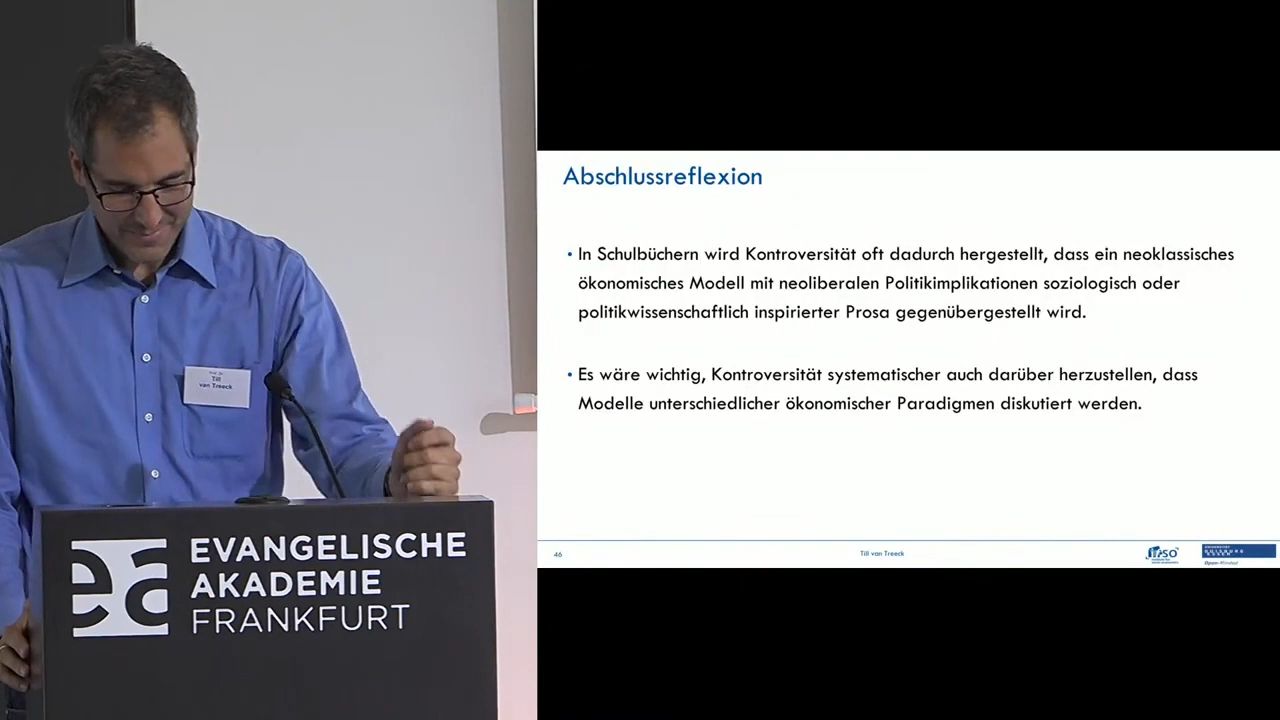 Till
van Treeck
EVANGELISCHE
AKADEMIE
FRANKFURT
Abschlussreflexion
• In Schulbüchern wird Kontroversität oft dadurch hergestellt, dass ein neoklassisches
ökonomisches Modell mit neoliberalen Politikimplikationen soziologisch oder
politikwissenschaftlich inspirierter Prosa gegenübergestellt wird.
• Es wäre wichtig, Kontroversität systematischer auch darüber herzustellen, dass
Modelle unterschiedlicher ökonomischer Paradigmen diskutiert werden.
46
Till van Treeck
Open-Minded